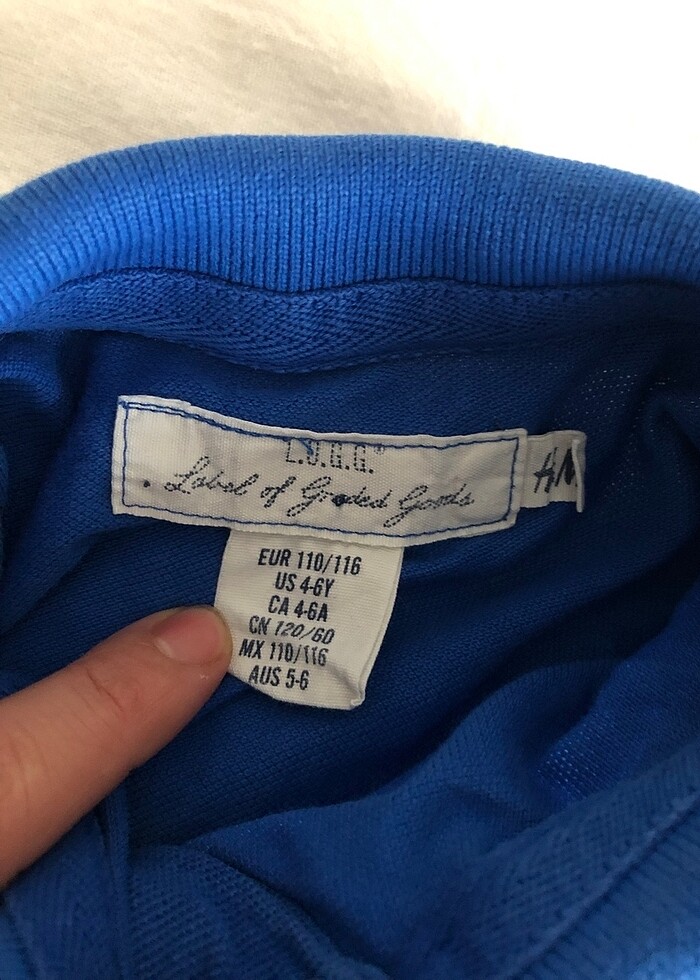 L.O.G.G.®
Label of Graded Goods
H&M
EUR 110/116
US 4-6Y
CA 4-6A
CN 120/60
MX 110/116
AUS 5-6